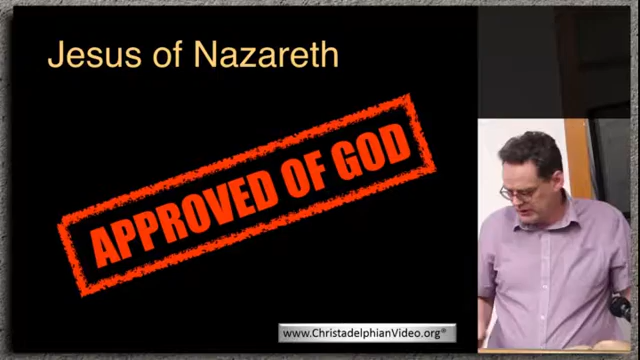 Jesus of Nazareth
APPROVED OF GOD
www.ChristadelphianVideo.org®